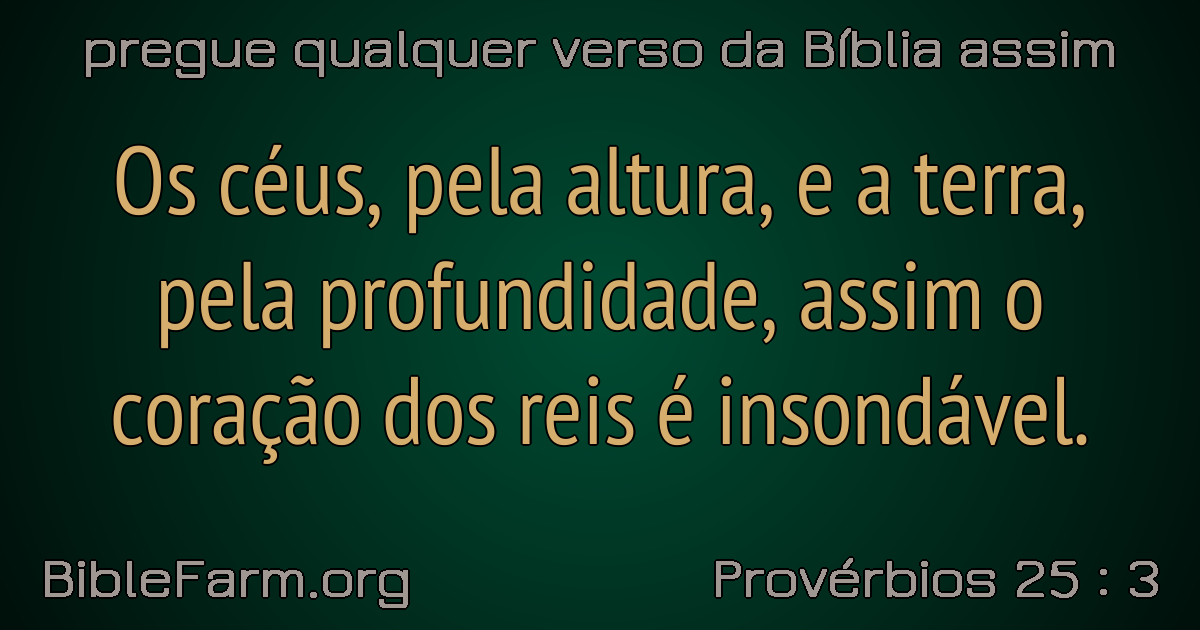 pregue qualquer verso da Bíblia assim
Os céus, pela altura, e a terra,
pela profundidade, assim o
coração dos reis é insondável.
BibleFarm.org
Provérbios 25 : 3